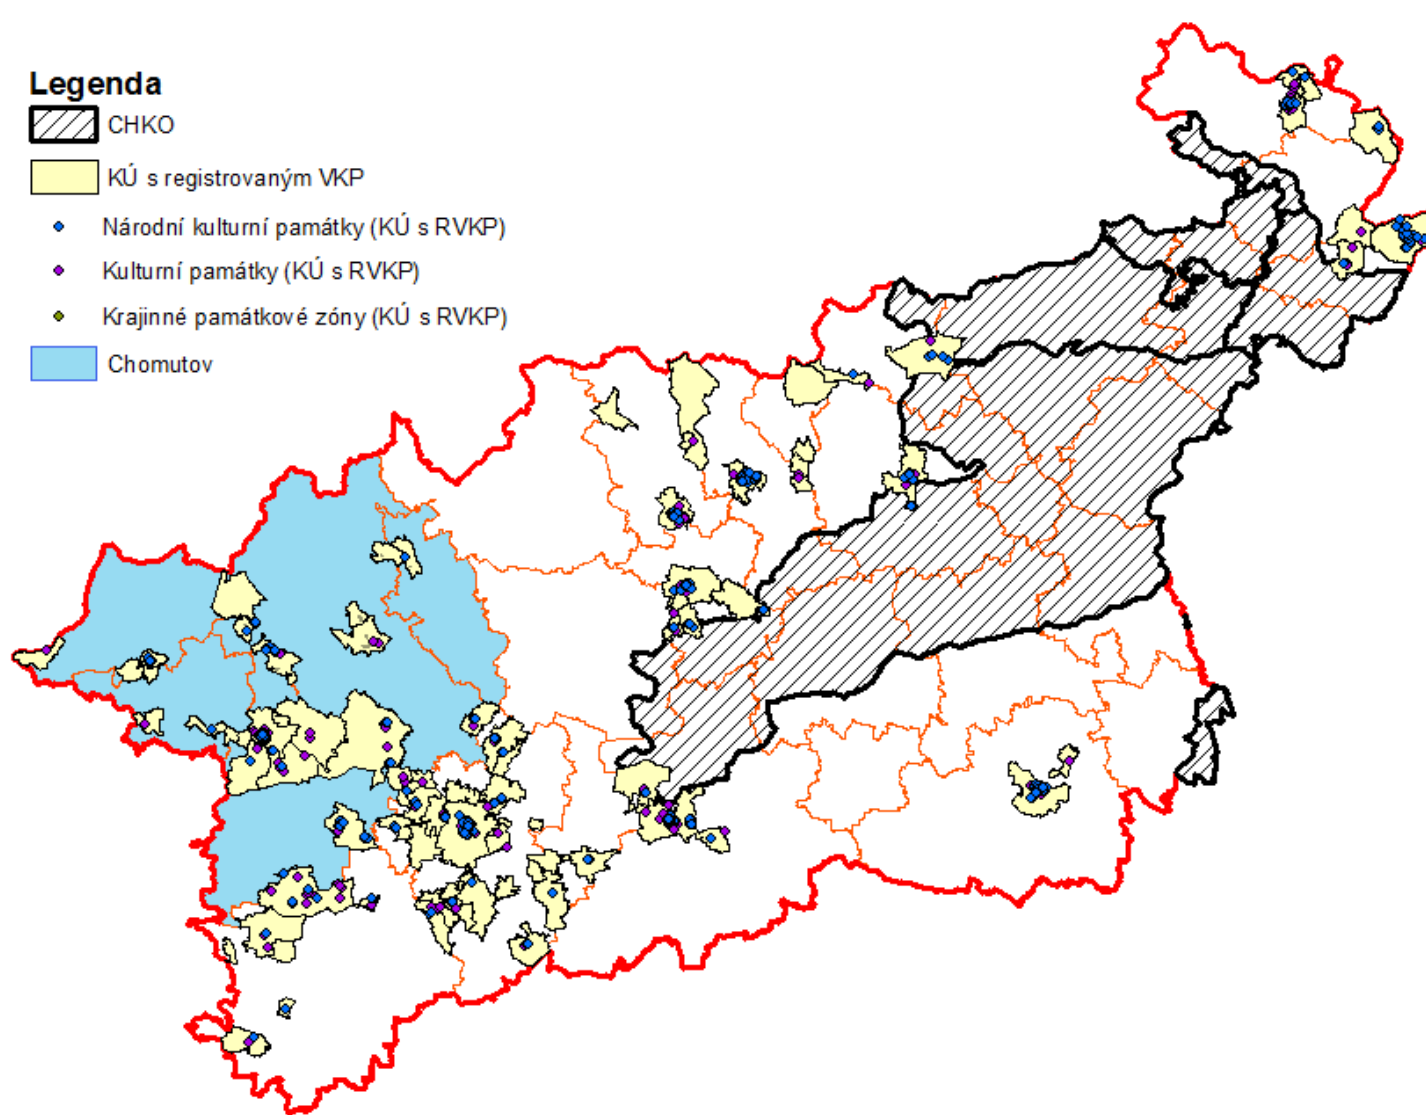 Legenda
CHKO
KÚ s registrovaným VKP
Národní kulturní památky (KÚ s RVKP)
Kulturní památky (KÚ s RVKP)
Krajinné památkové zóny (KÚ s RVKP)
Chomutov